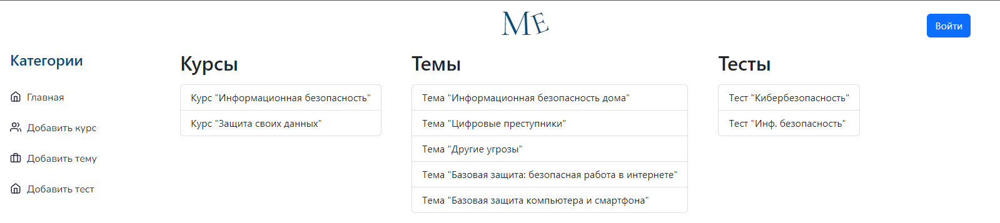 ME
Войти
Категории
Главная
Добавить курс
Добавить тему
Добавить тест
Курсы
Курс "Информационная безопасность"
Курс "Защита своих данных"
Темы
Тема "Информационная безопасность дома"
Тема "Цифровые преступники"
Тема "Другие угрозы"
Тема "Базовая защита: безопасная работа в интернете"
Тема "Базовая защита компьютера и смартфона"
Тесты
Тест "Кибербезопасность"
Тест "Инф. безопасность"